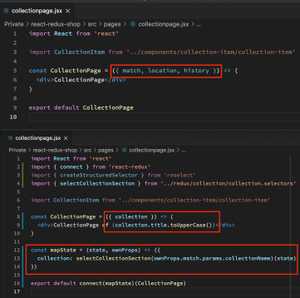 collectionpage.jsx
Private > react-redux-shop > src > pages > collectionpage.jsx > ...
1 import React from 'react'
2
3 import CollectionItem from '../components/collection-item/collection-item'
4
5 const CollectionPage = ({ match, location, history }) => (
6 <div>CollectionPage</div>
7 )
8
9 export default CollectionPage
10
collectionpage.jsx
Private > react-redux-shop > src > pages > collectionpage.jsx > ...
1 import React from 'react'
2 import { connect } from 'react-redux'
3 import { createStructuredSelector } from 'reselect'
4 import { selectCollectionSection } from '../redux/collection/collection.selectors'
5
6 import CollectionItem from '../components/collection-item/collection-item'
7
8 const CollectionPage = ({ collection }) => (
9 <div>CollectionPage of {collection.title.toUpperCase()}</div>
10 )
11
12 const mapState = (state, ownProps) => ({
13 collection: selectCollectionSection(ownProps.match.params.collectionName)(state)
14 })
15
16 export default connect(mapState)(CollectionPage)